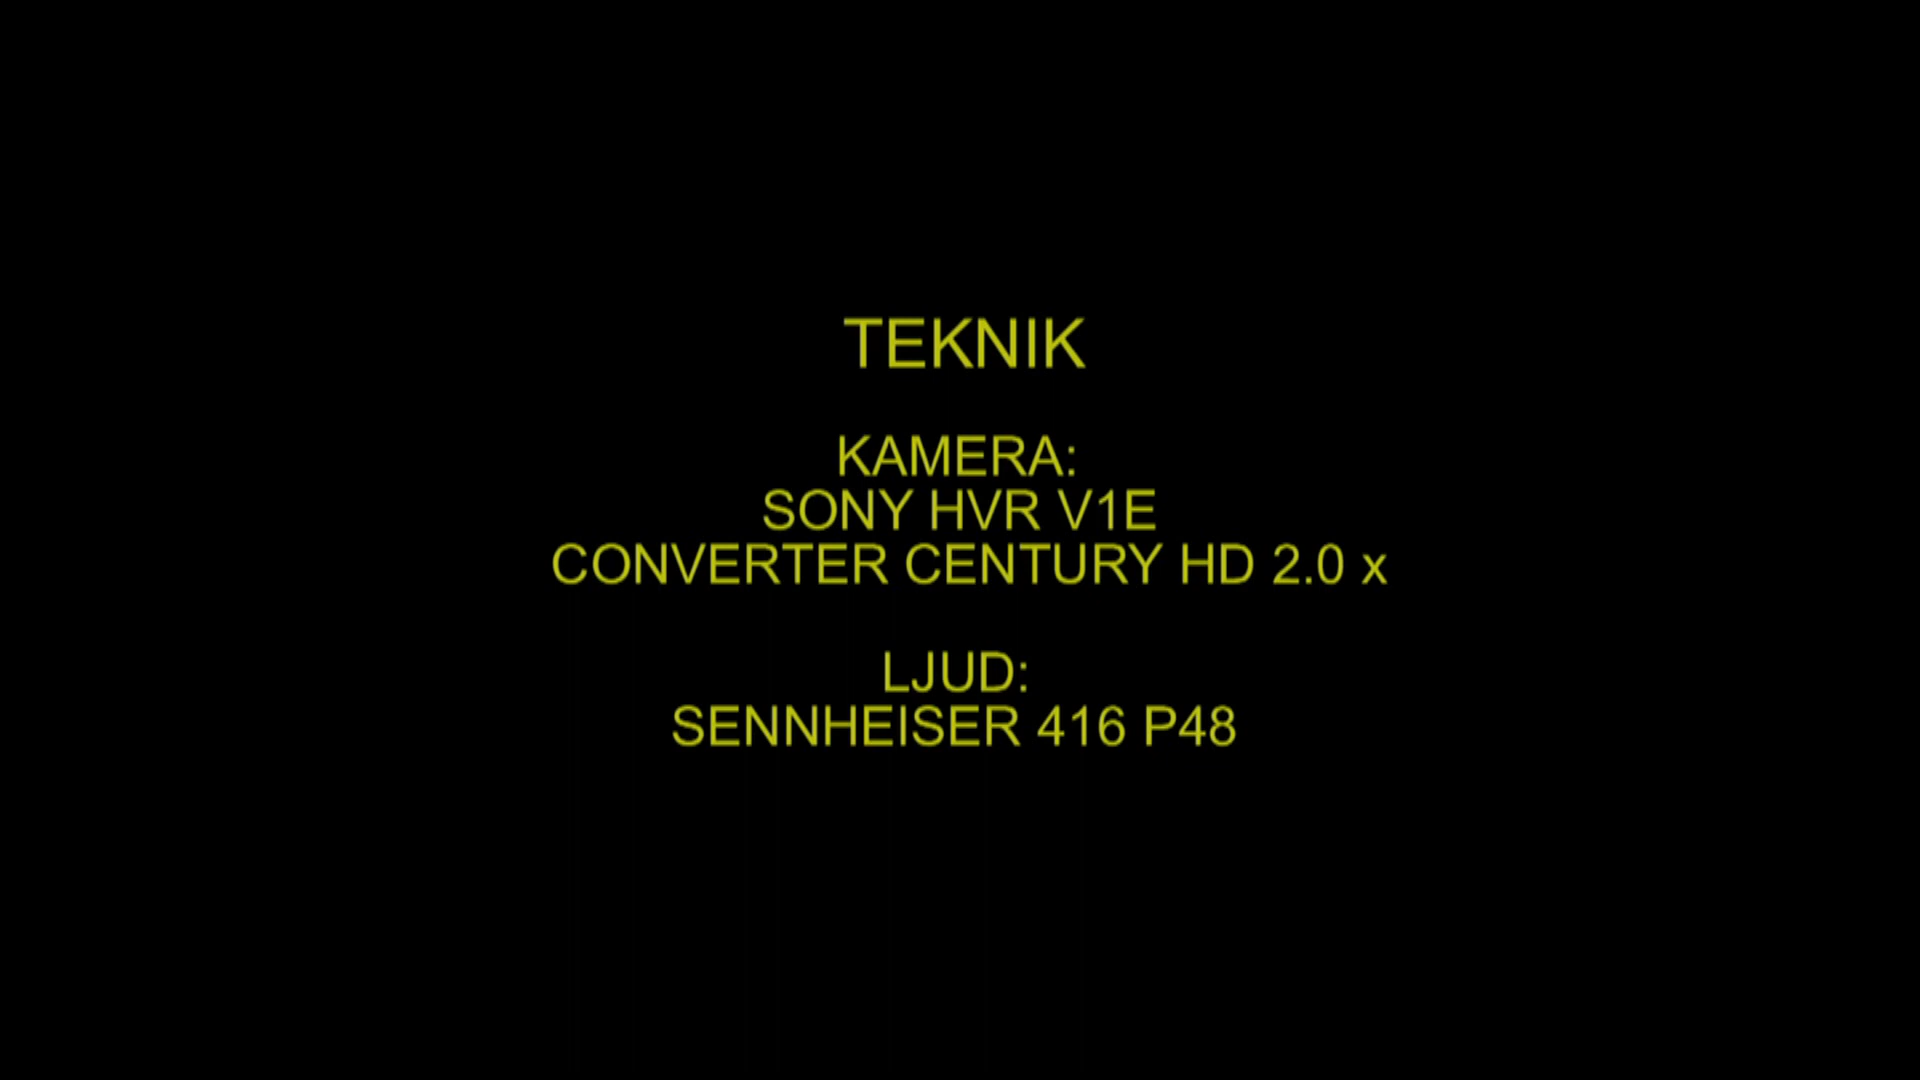 TEKNIK
KAMERA:
SONY HVR V1E
CONVERTER CENTURY HD 2.0 x
LJUD:
SENNHEISER 416 P48